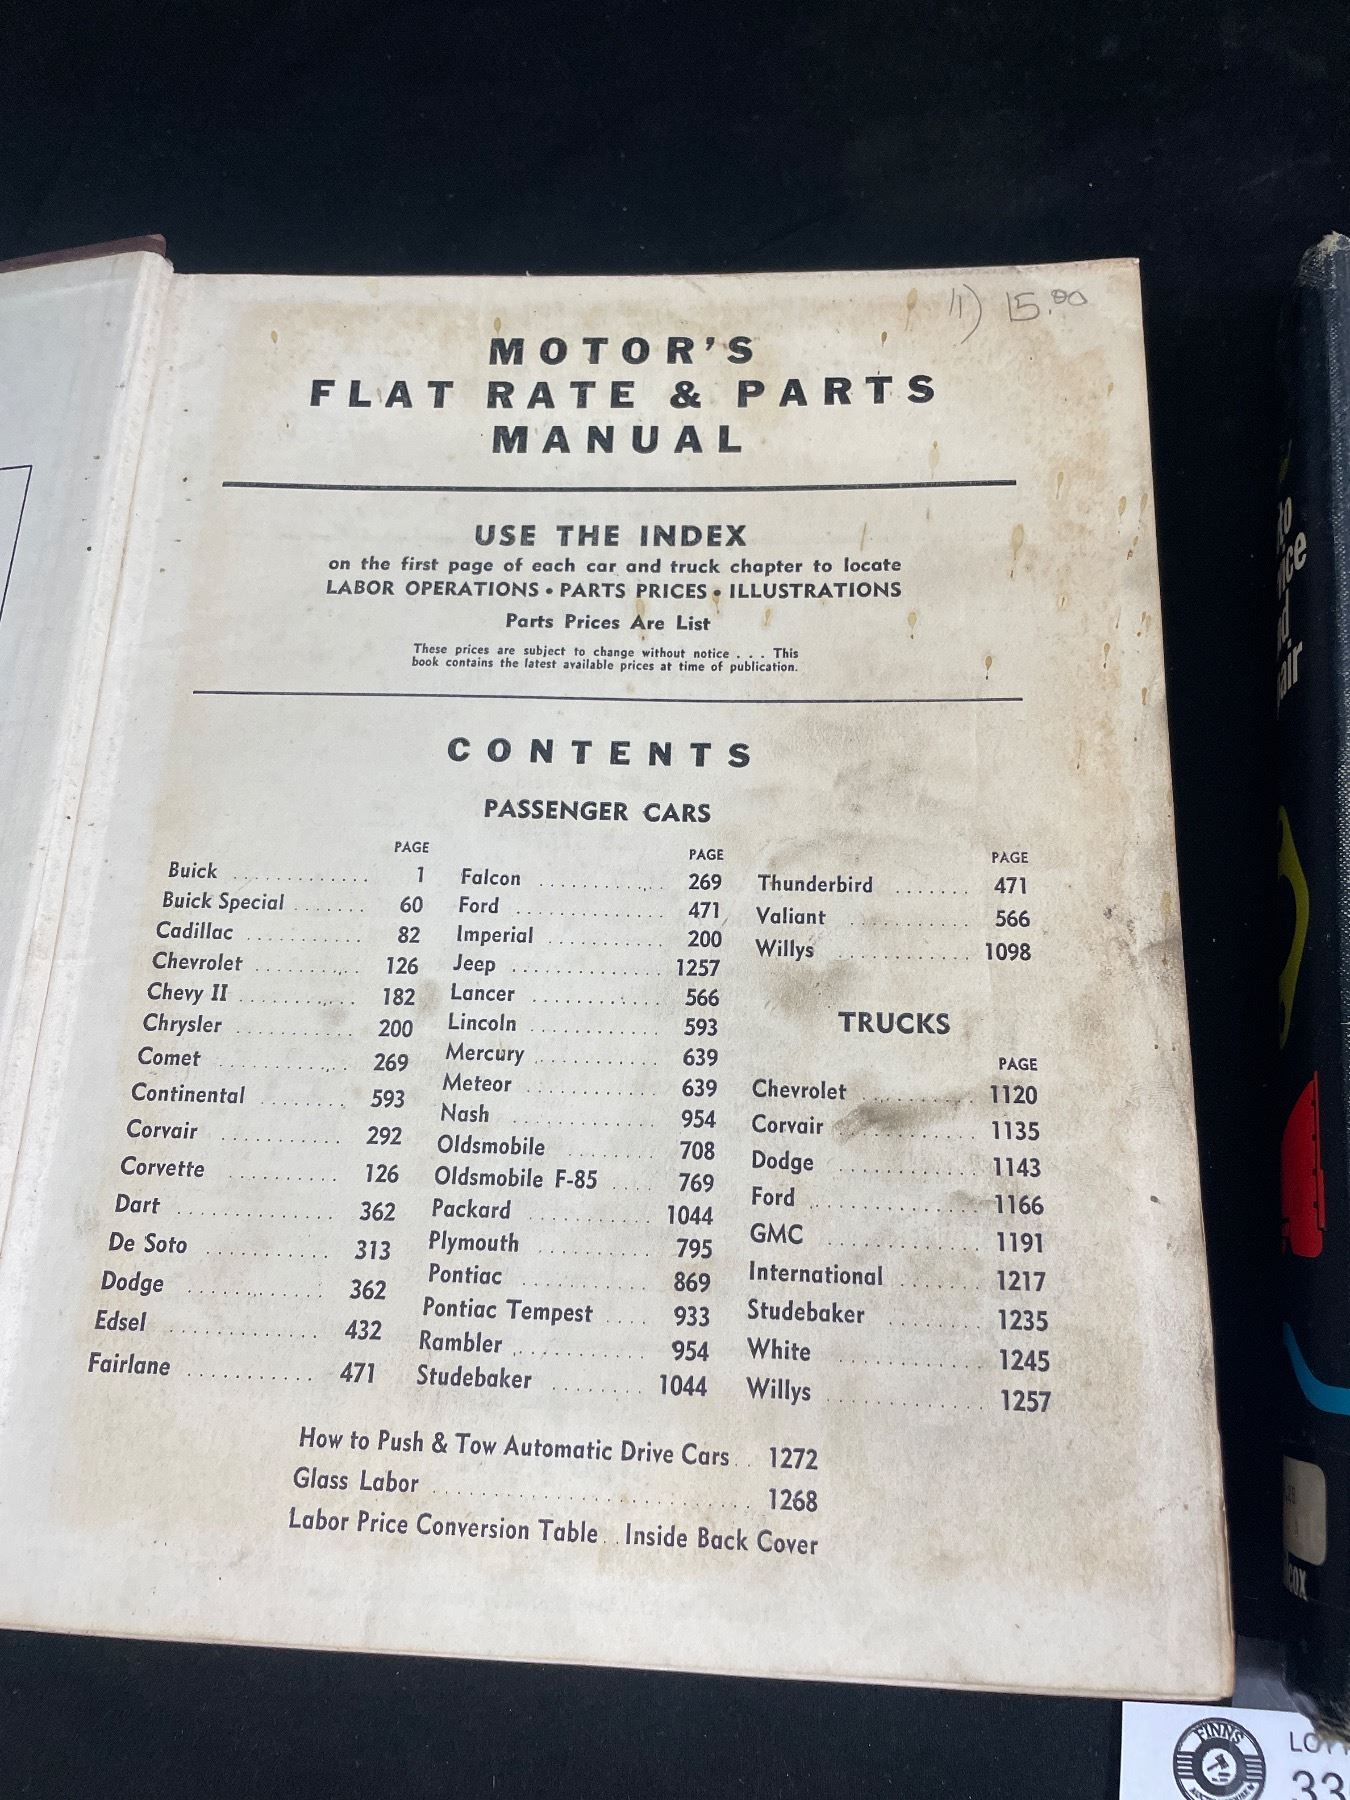 11) 15.00
MOTOR'S
FLAT RATE & PARTS
MANUAL
USE THE INDEX
on the first page of each car and truck chapter to locate
LABOR OPERATIONS • PARTS PRICES • ILLUSTRATIONS
Parts Prices Are List
These prices are subject to change without notice . . . This
book contains the latest available prices at time of publication.
CONTENTS
PASSENGER CARS
PAGE
Buick ............. 1
Buick Special ....... 60
Cadillac ........... 82
Chevrolet .......... 126
Chevy II ........... 182
Chrysler ........... 200
Comet ............ 269
Continental ........ 593
Corvair ........... 292
Corvette .......... 126
Dart .............. 362
De Soto ........... 313
Dodge ............ 362
Edsel ............. 432
Fairlane ........... 471
PAGE
Falcon ............ 269
Ford .............. 471
Imperial ........... 200
Jeep .............. 1257
Lancer ............ 566
Lincoln ............ 593
Mercury ........... 639
Meteor ............ 639
Nash ............. 954
Oldsmobile ........ 708
Oldsmobile F-85 .... 769
Packard ........... 1044
Plymouth .......... 795
Pontiac ........... 869
Pontiac Tempest .... 933
Rambler ........... 954
Studebaker ........ 1044
PAGE
Thunderbird ....... 471
Valiant ........... 566
Willys ............ 1098
TRUCKS
PAGE
Chevrolet .......... 1120
Corvair ............ 1135
Dodge ............ 1143
Ford .............. 1166
GMC ............. 1191
International ...... 1217
Studebaker ........ 1235
White ............ 1245
Willys ............ 1257
How to Push & Tow Automatic Drive Cars . . 1272
Glass Labor ........................ 1268
Labor Price Conversion Table . . Inside Back Cover
FINNS